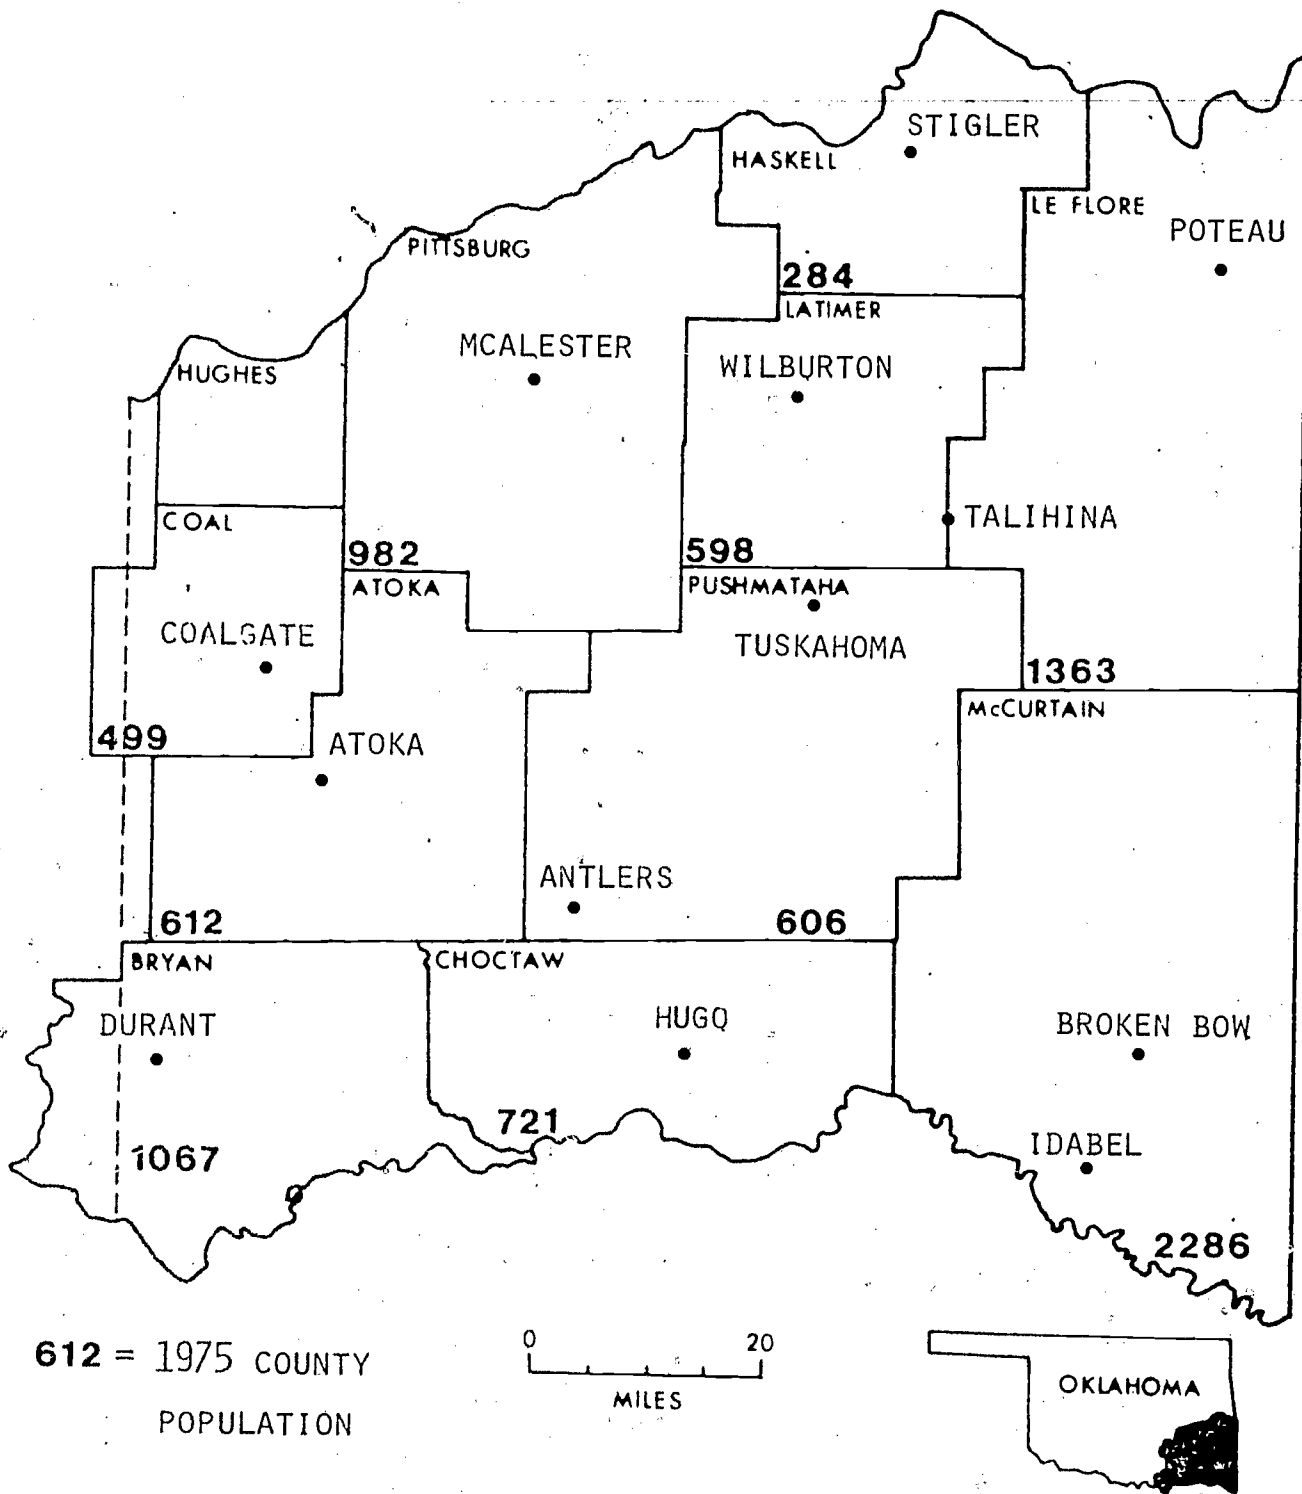 STIGLER
HASKELL
LE FLORE
POTEAU
PITTSBURG
284
LATIMER
MCALESTER
WILBURTON
HUGHES
COAL
TALIHINA
982
598
ATOKA
PUSHMATAHA
COALGATE
TUSKAHOMA
1363
McCURTAIN
499
ATOKA
ANTLERS
612
606
BRYAN
CHOCTAW
DURANT
HUGO
BROKEN BOW
721
1067
IDABEL
2286
612 = 1975 COUNTY
POPULATION
0 20
MILES
OKLAHOMA